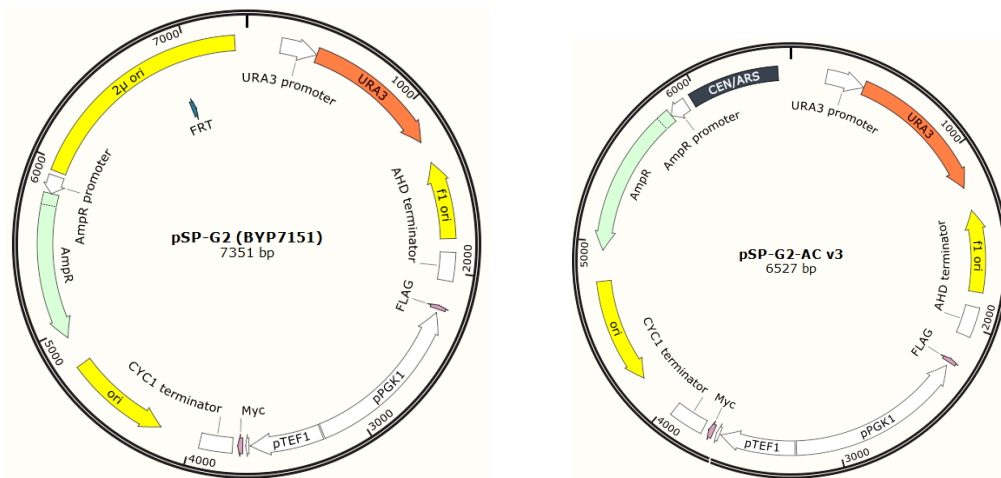 7000
2µ ori
URA3 promoter
URA3
1000
FRT
6000
AmpR promoter
AmpR
AHD terminator
f1 ori
2000
pSP-G2 (BYP7151)
7351 bp
FLAG
5000
ori
CYC1 terminator
Myc
pPGK1
3000
pTEF1
4000
6000
CEN/ARS
URA3 promoter
URA3
1000
AmpR promoter
AmpR
AHD terminator
f1 ori
5000
pSP-G2-AC v3
6527 bp
2000
FLAG
ori
CYC1 terminator
Myc
pPGK1
4000
pTEF1
3000